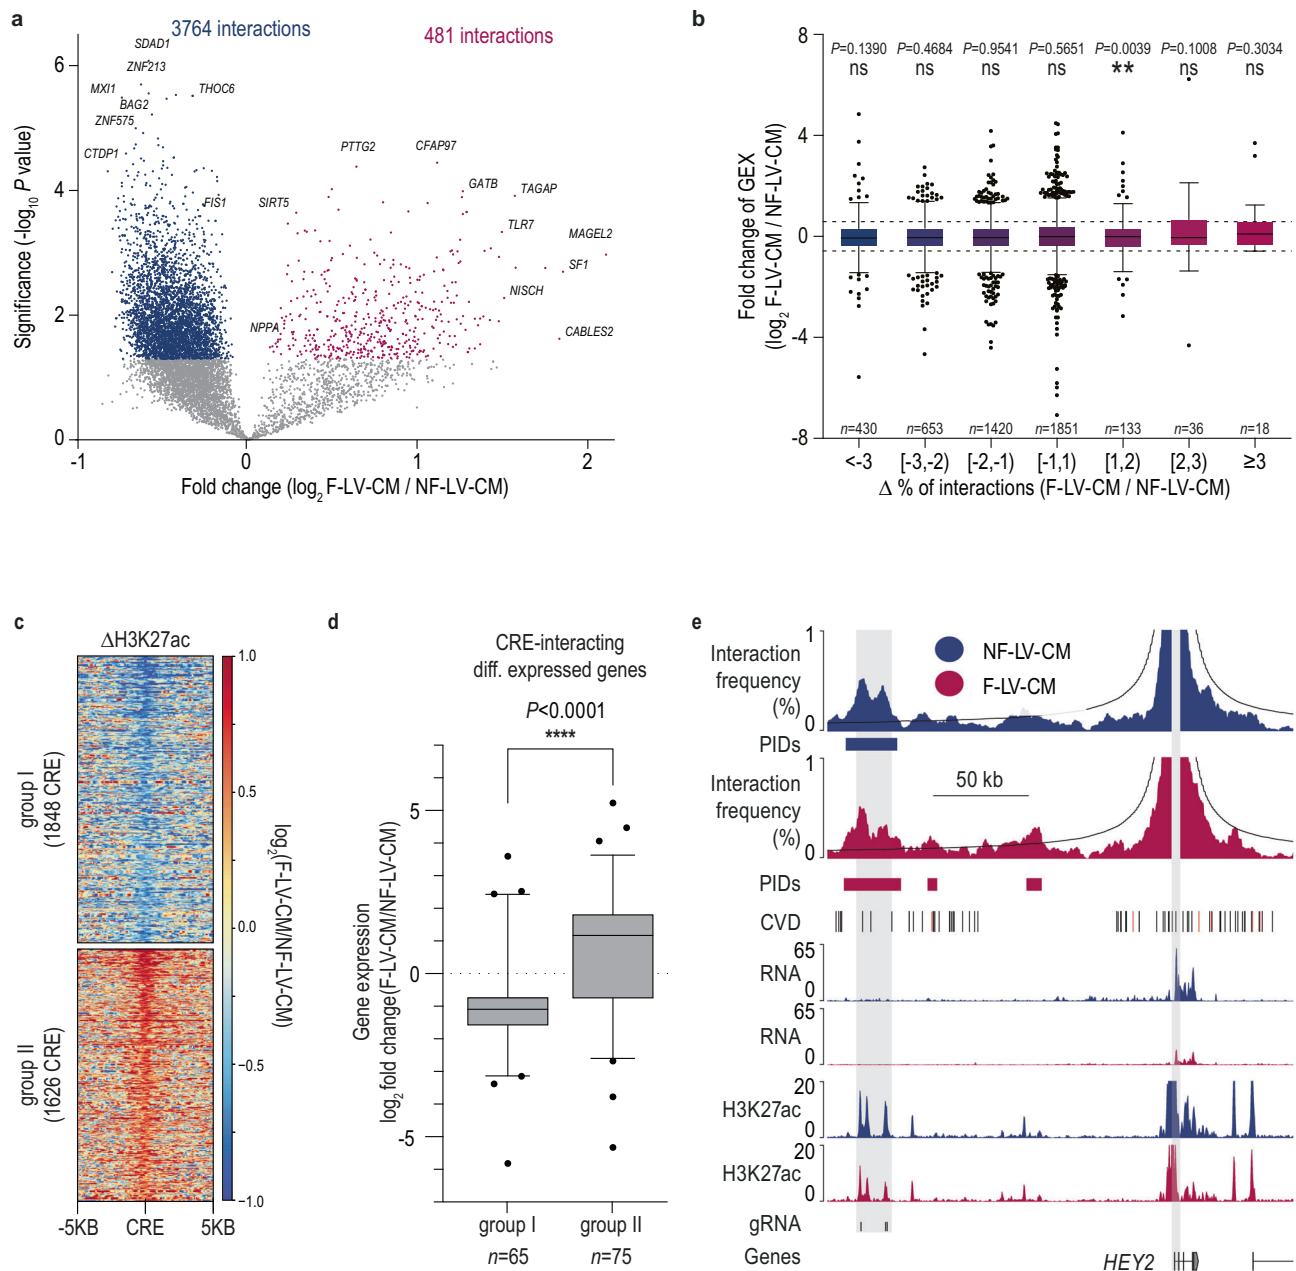 a
3764 interactions
481 interactions
SDAD1
ZNF213
MXI1
THOC6
BAG2
ZNF575
CTDP1
PTTG2
CFAP97
GATB
TAGAP
FIS1
SIRT5
TLR7
MAGEL2
SF1
NISCH
NPPA
CABLES2
Significance (-log10 P value)
6
4
2
0
-1
0
1
2
Fold change (log2 F-LV-CM / NF-LV-CM)
b
8
4
0
-4
-8
Fold change of GEX
(log2 F-LV-CM / NF-LV-CM)
P=0.1390 P=0.4684 P=0.9541 P=0.5651 P=0.0039 P=0.1008 P=0.3034
ns ns ns ns ** ns ns
n=430 n=653 n=1420 n=1851 n=133 n=36 n=18
<-3 [-3,-2) [-2,-1) [-1,1) [1,2) [2,3) ≥3
Δ % of interactions (F-LV-CM / NF-LV-CM)
c
ΔH3K27ac
group I
(1848 CRE)
group II
(1626 CRE)
-5KB CRE 5KB
1.0
0.5
0.0
−0.5
−1.0
log2(F-LV-CM/NF-LV-CM)
d
CRE-interacting
diff. expressed genes
P<0.0001
****
Gene expression
log2 fold change(F-LV-CM/NF-LV-CM)
5
0
-5
group I group II
n=65 n=75
e
Interaction
frequency
(%)
1
0
NF-LV-CM
F-LV-CM
PIDs
Interaction
frequency
(%)
1
0
50 kb
PIDs
CVD
65
RNA
0
65
RNA
0
20
H3K27ac
0
20
H3K27ac
0
gRNA
Genes
HEY2